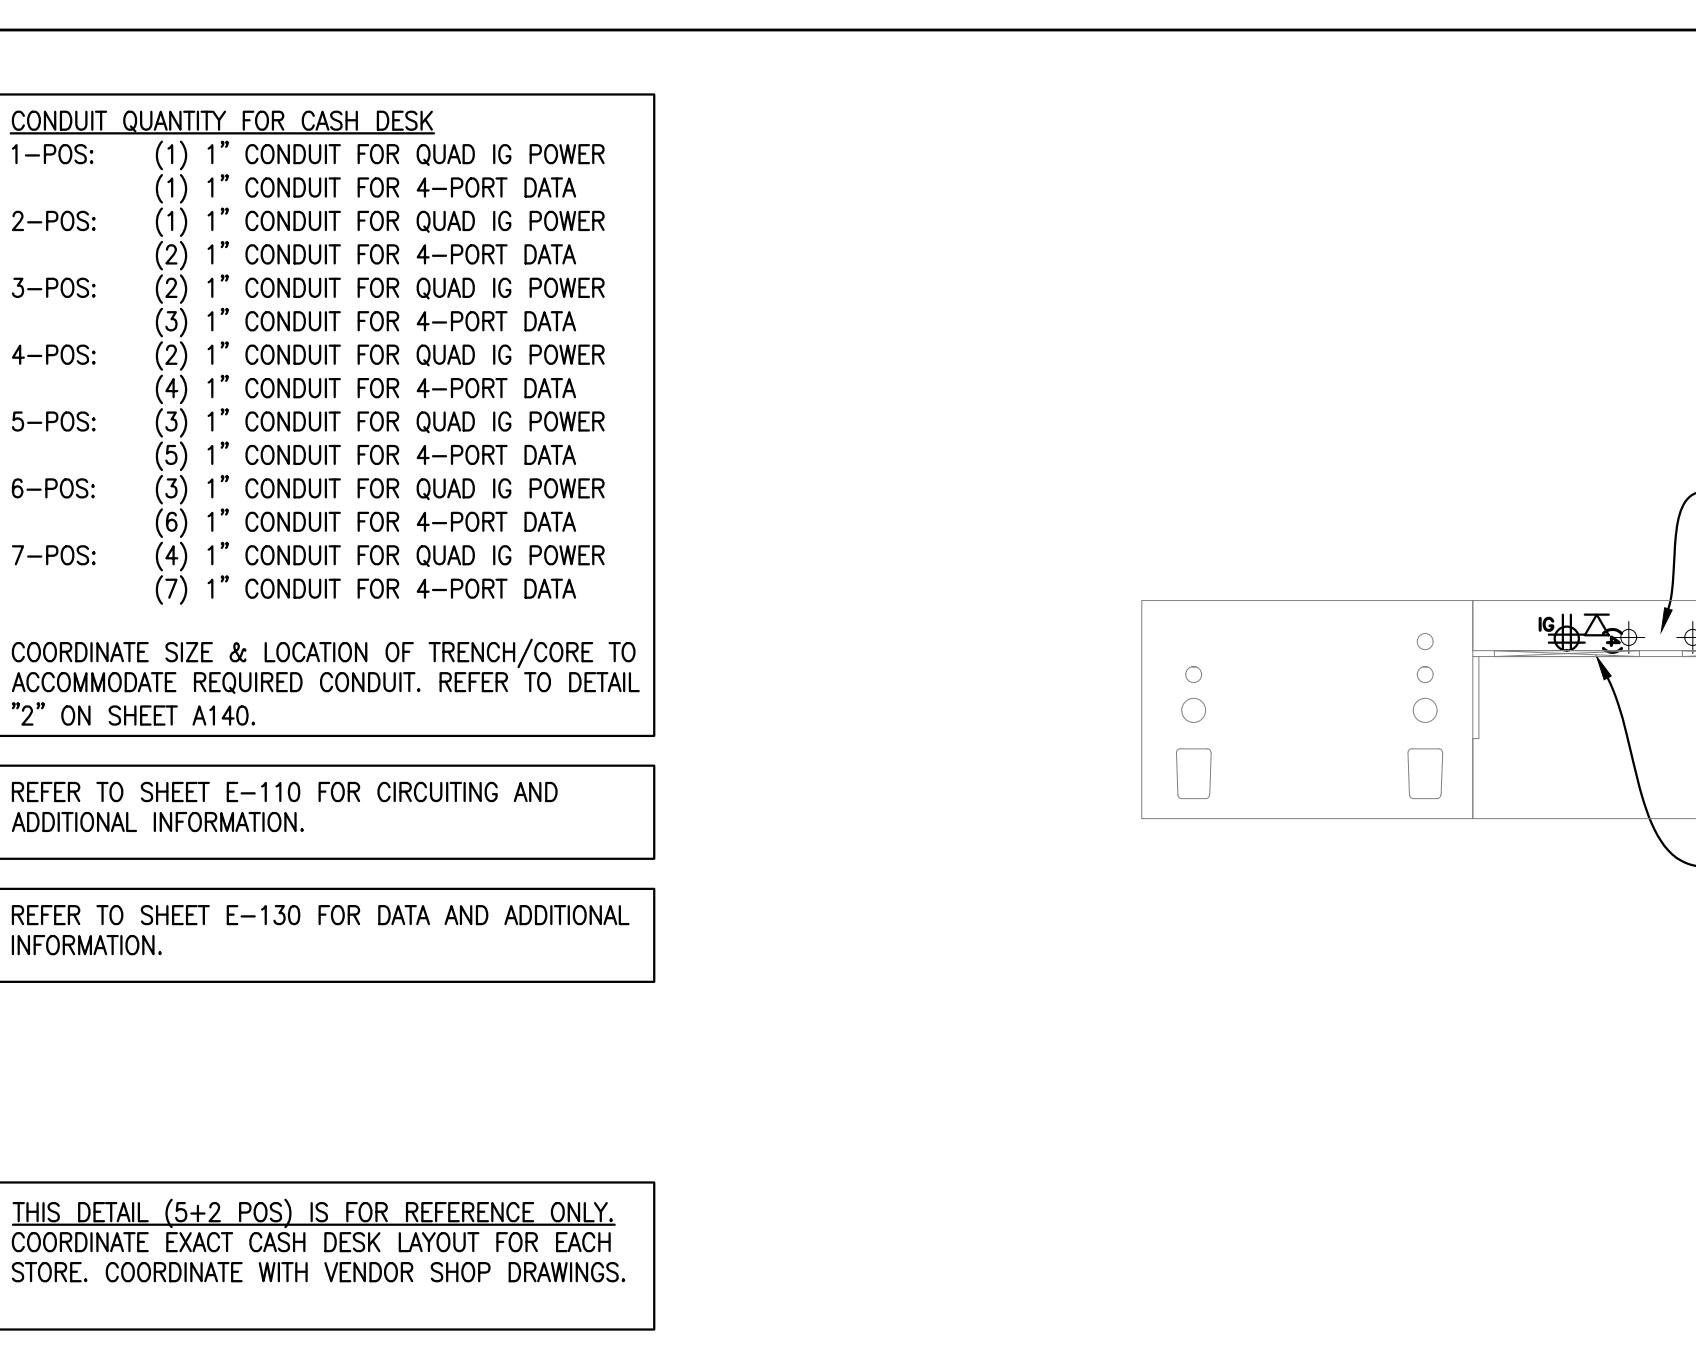 CONDUIT QUANTITY FOR CASH DESK
1-POS: (1) 1" CONDUIT FOR QUAD IG POWER
(1) 1" CONDUIT FOR 4-PORT DATA
2-POS: (1) 1" CONDUIT FOR QUAD IG POWER
(2) 1" CONDUIT FOR 4-PORT DATA
3-POS: (2) 1" CONDUIT FOR QUAD IG POWER
(3) 1" CONDUIT FOR 4-PORT DATA
4-POS: (2) 1" CONDUIT FOR QUAD IG POWER
(4) 1" CONDUIT FOR 4-PORT DATA
5-POS: (3) 1" CONDUIT FOR QUAD IG POWER
(5) 1" CONDUIT FOR 4-PORT DATA
6-POS: (3) 1" CONDUIT FOR QUAD IG POWER
(6) 1" CONDUIT FOR 4-PORT DATA
7-POS: (4) 1" CONDUIT FOR QUAD IG POWER
(7) 1" CONDUIT FOR 4-PORT DATA
COORDINATE SIZE & LOCATION OF TRENCH/CORE TO
ACCOMMODATE REQUIRED CONDUIT. REFER TO DETAIL
"2" ON SHEET A140.
REFER TO SHEET E-110 FOR CIRCUITING AND
ADDITIONAL INFORMATION.
REFER TO SHEET E-130 FOR DATA AND ADDITIONAL
INFORMATION.
THIS DETAIL (5+2 POS) IS FOR REFERENCE ONLY.
COORDINATE EXACT CASH DESK LAYOUT FOR EACH
STORE. COORDINATE WITH VENDOR SHOP DRAWINGS.
IG
(4)